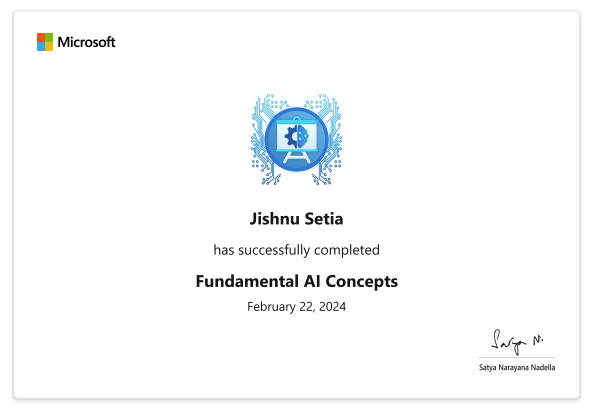 Microsoft
Jishnu Setia
has successfully completed
Fundamental AI Concepts
February 22, 2024
Satya N.
Satya Narayana Nadella